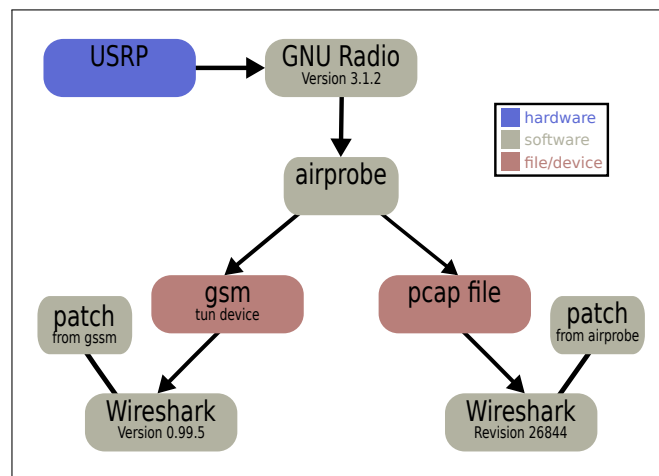 USRP
GNU Radio
Version 3.1.2
hardware
software
file/device
airprobe
gsm
tun device
pcap file
patch
from gssm
patch
from airprobe
Wireshark
Version 0.99.5
Wireshark
Revision 26844